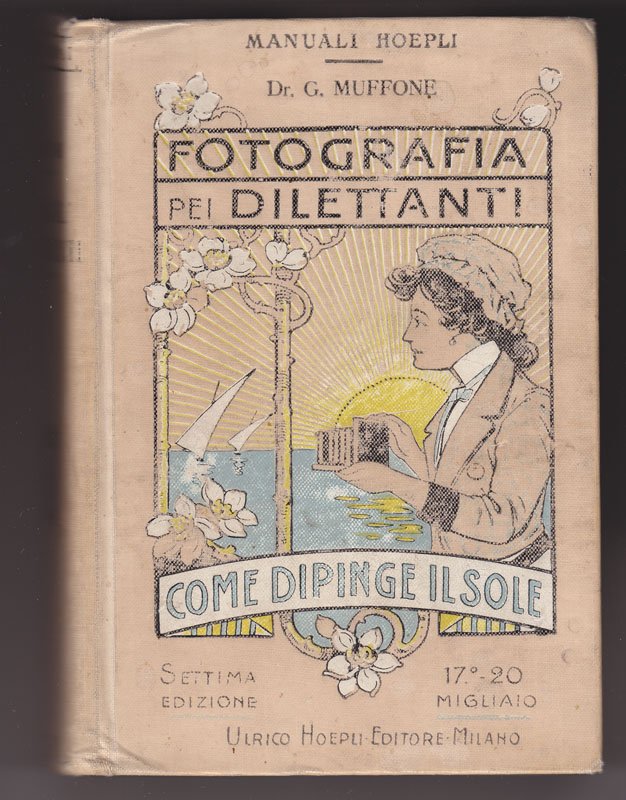 MANUALI HOEPLI
Dr. G. MUFFONE
FOTOGRAFIA
PEI DILETTANTI
COME DIPINGE IL SOLE
SETTIMA
EDIZIONE
17.°-20
MIGLIAIO
ULRICO HOEPLI-EDITORE-MILANO